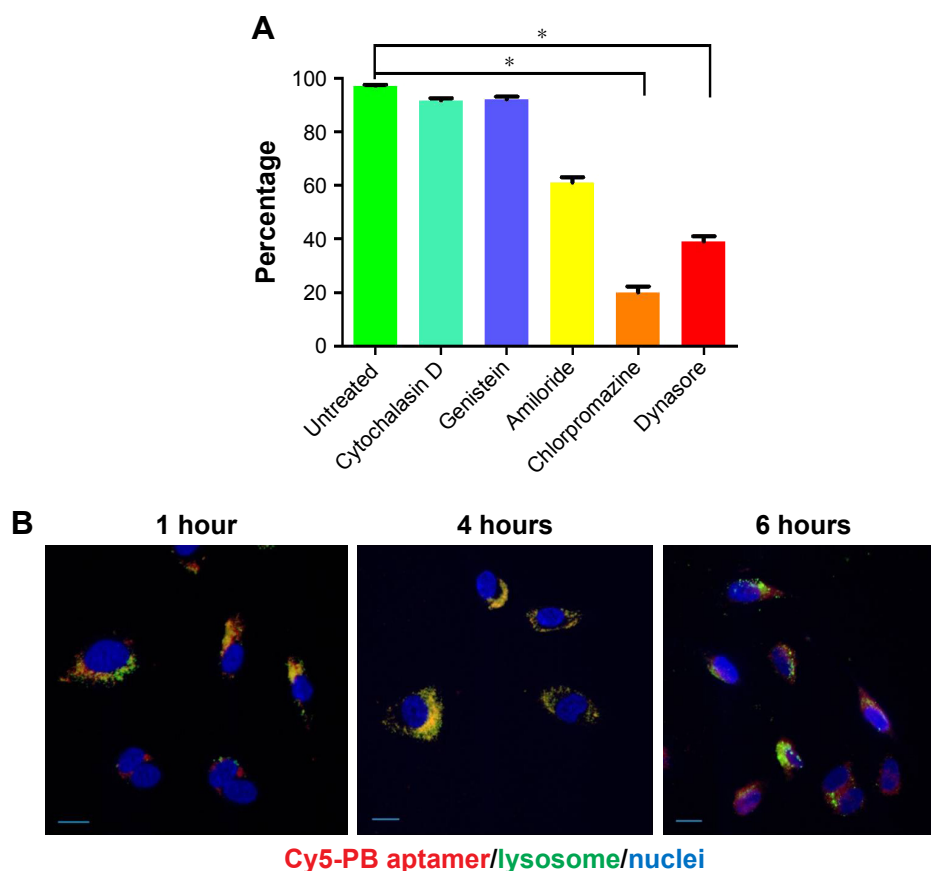 A
*
*
Percentage
100
80
60
40
20
0
Untreated
Cytochalasin D
Genistein
Amiloride
Chlorpromazine
Dynasore
B
1 hour
4 hours
6 hours
Cy5-PB aptamer/lysosome/nuclei